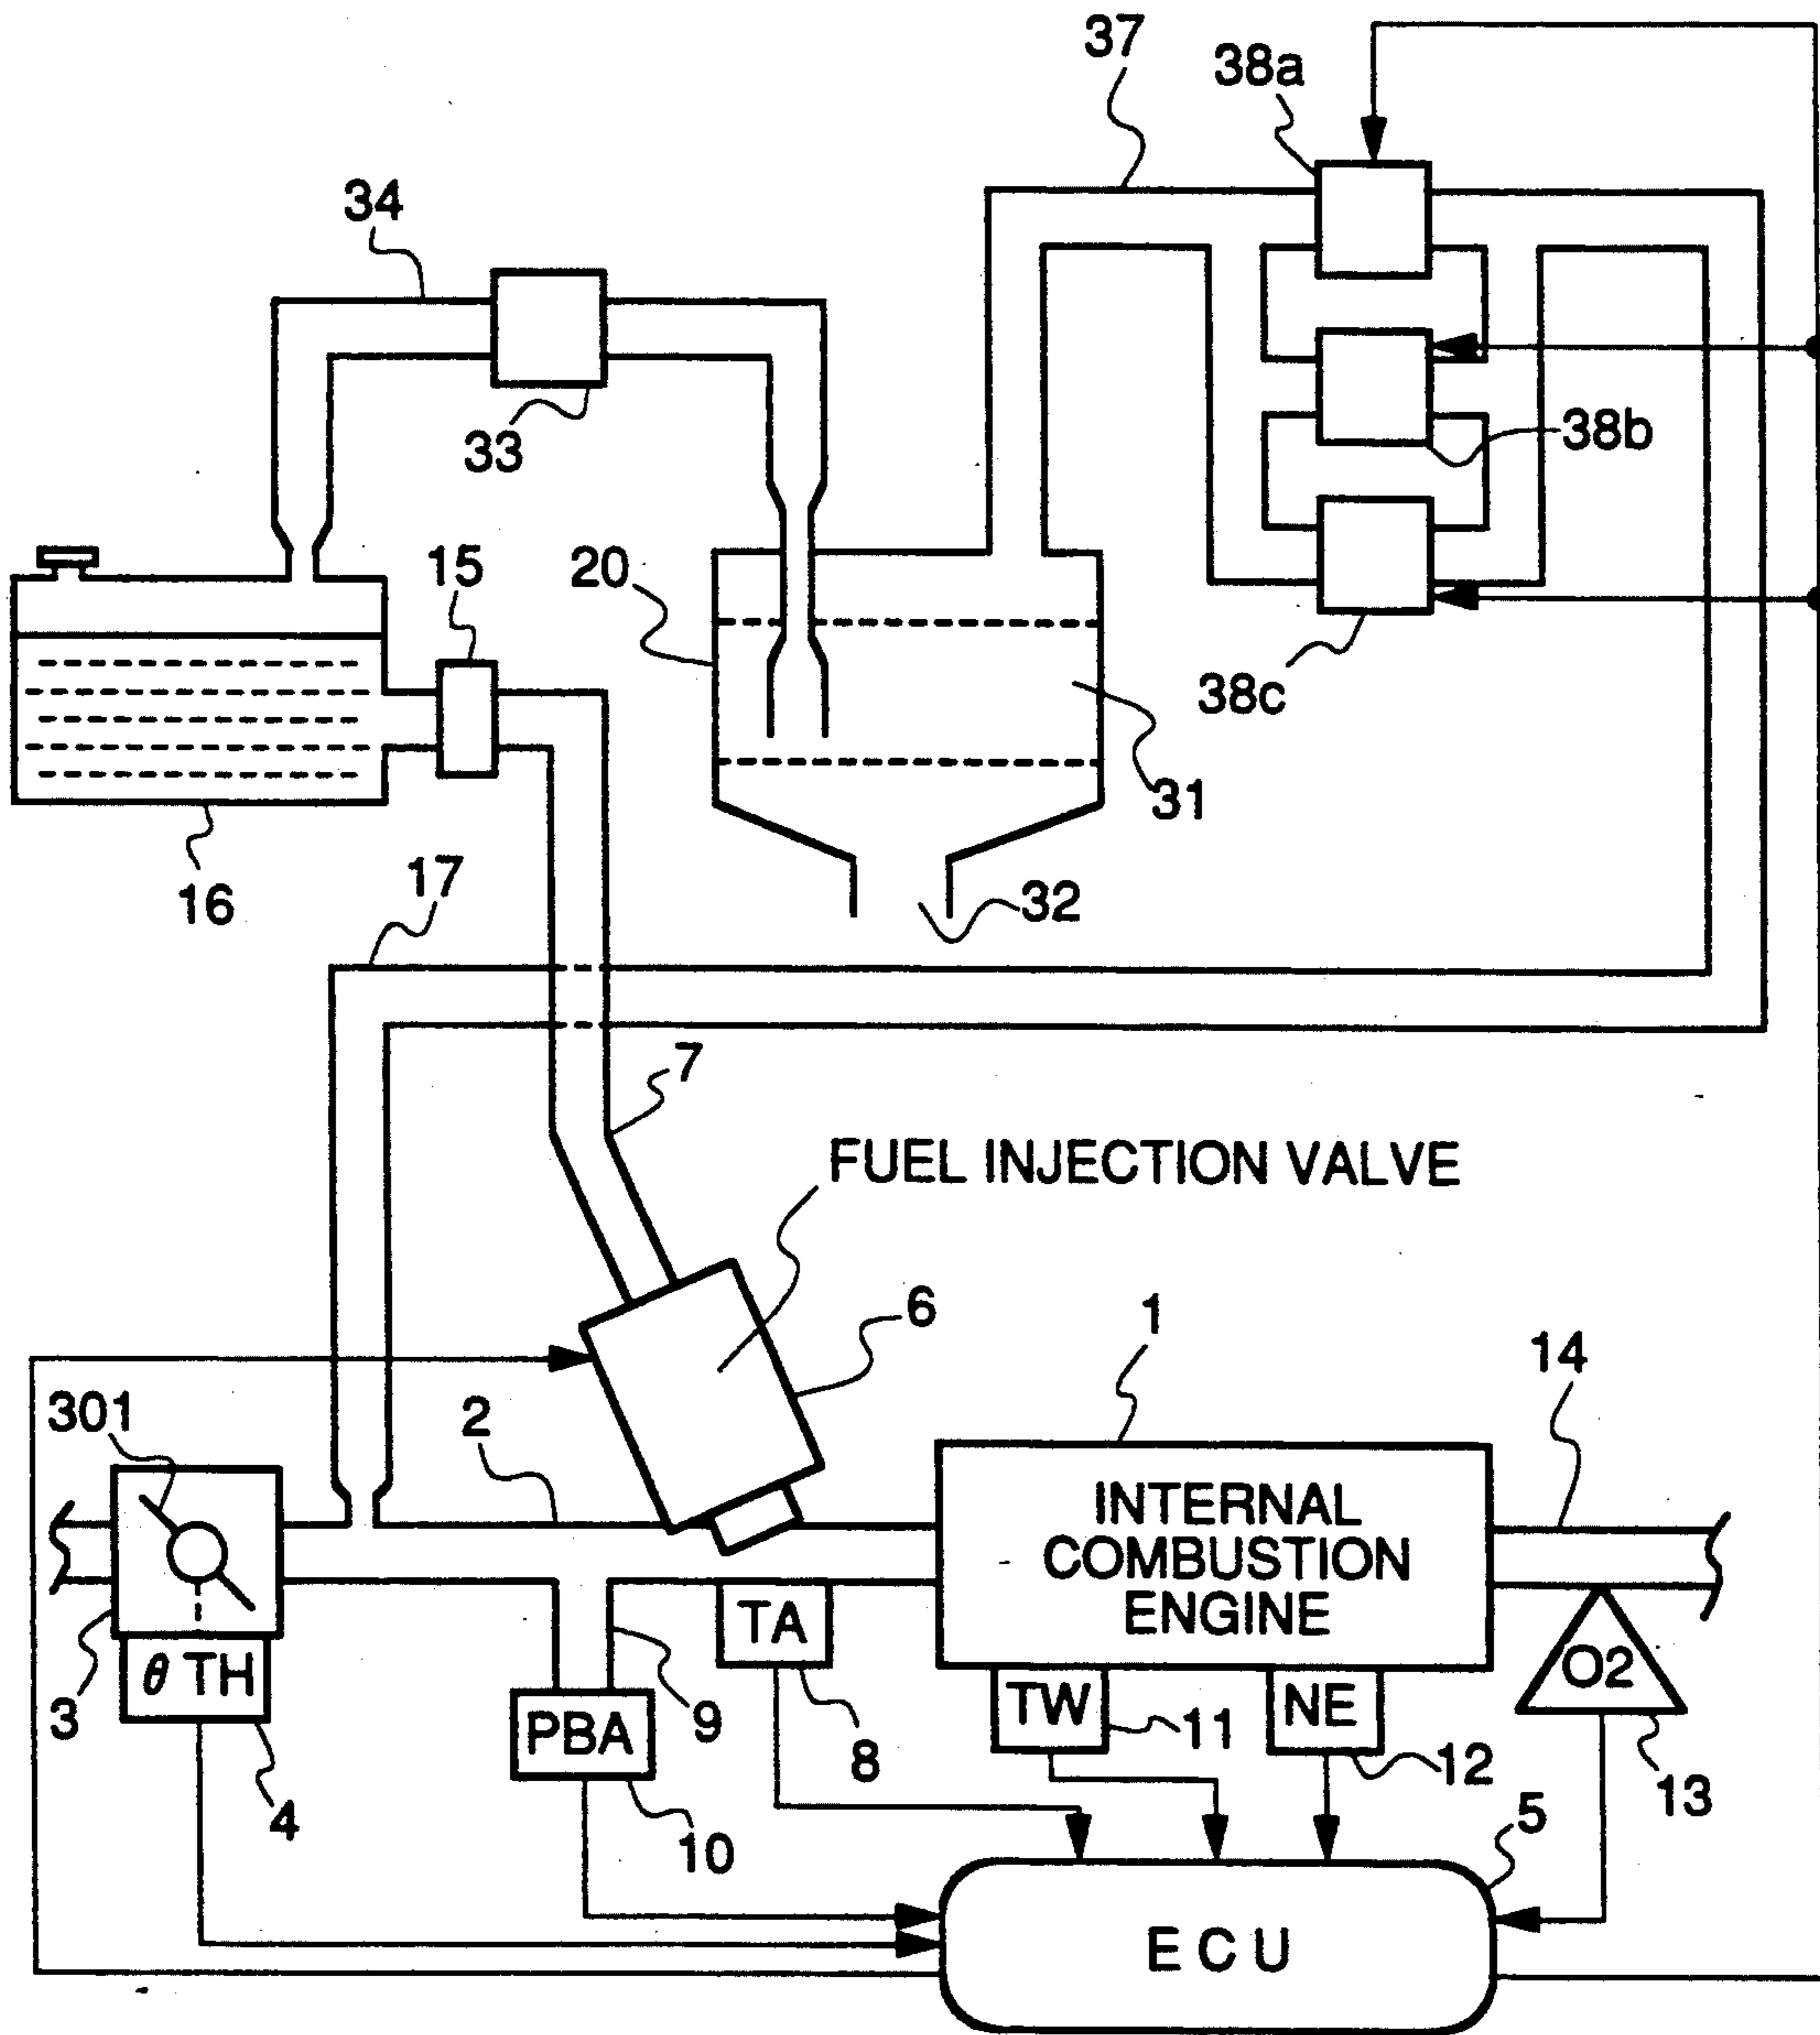 37
38a
34
33
38b
15
20
38c
31
16
17
32
7
FUEL INJECTION VALVE
6
1
14
301
2
INTERNAL
COMBUSTION
ENGINE
TA
O2
θ TH
3
PBA
9
TW
11
NE
8
12
13
4
10
5
ECU